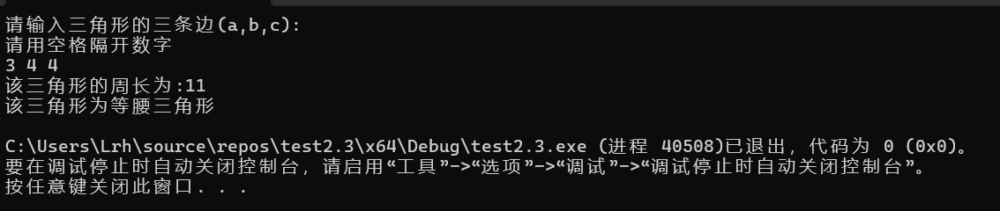 请输入三角形的三条边(a,b,c):
请用空格隔开数字
3 4 4
该三角形的周长为:11
该三角形为等腰三角形
C:\Users\Lrh\source\repos\test2.3\x64\Debug\test2.3.exe (进程 40508)已退出，代码为 0 (0x0)。
要在调试停止时自动关闭控制台，请启用“工具”->“选项”->“调试”->“调试停止时自动关闭控制台”。
按任意键关闭此窗口. . .